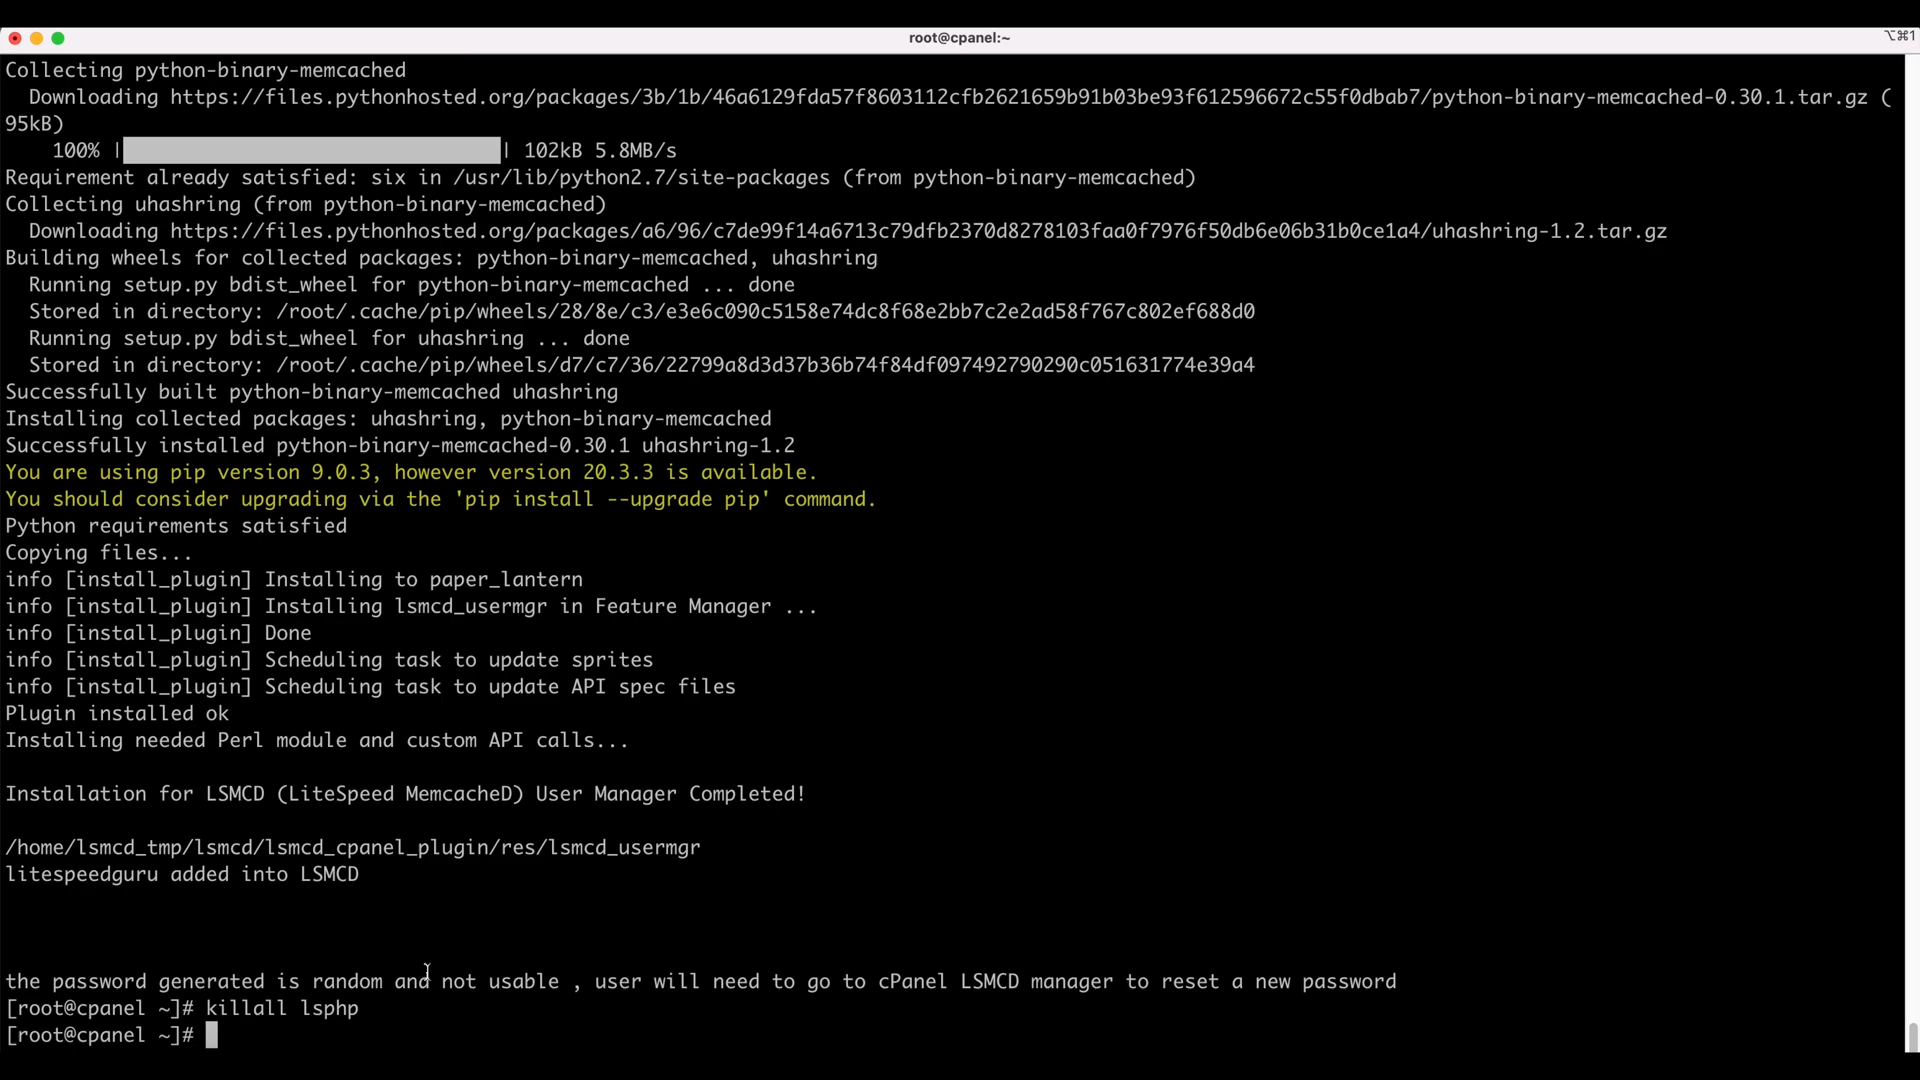 root@cpanel:~
⌥⌘1
Collecting python-binary-memcached
  Downloading https://files.pythonhosted.org/packages/3b/1b/46a6129fda57f8603112cfb2621659b91b03be93f612596672c55f0dbab7/python-binary-memcached-0.30.1.tar.gz (
95kB)
    100% |████████████████████████████████| 102kB 5.8MB/s
Requirement already satisfied: six in /usr/lib/python2.7/site-packages (from python-binary-memcached)
Collecting uhashring (from python-binary-memcached)
  Downloading https://files.pythonhosted.org/packages/a6/96/c7de99f14a6713c79dfb2370d8278103faa0f7976f50db6e06b31b0ce1a4/uhashring-1.2.tar.gz
Building wheels for collected packages: python-binary-memcached, uhashring
  Running setup.py bdist_wheel for python-binary-memcached ... done
  Stored in directory: /root/.cache/pip/wheels/28/8e/c3/e3e6c090c5158e74dc8f68e2bb7c2e2ad58f767c802ef688d0
  Running setup.py bdist_wheel for uhashring ... done
  Stored in directory: /root/.cache/pip/wheels/d7/c7/36/22799a8d3d37b36b74f84df097492790290c051631774e39a4
Successfully built python-binary-memcached uhashring
Installing collected packages: uhashring, python-binary-memcached
Successfully installed python-binary-memcached-0.30.1 uhashring-1.2
You are using pip version 9.0.3, however version 20.3.3 is available.
You should consider upgrading via the 'pip install --upgrade pip' command.
Python requirements satisfied
Copying files...
info [install_plugin] Installing to paper_lantern
info [install_plugin] Installing lsmcd_usermgr in Feature Manager ...
info [install_plugin] Done
info [install_plugin] Scheduling task to update sprites
info [install_plugin] Scheduling task to update API spec files
Plugin installed ok
Installing needed Perl module and custom API calls...
Installation for LSMCD (LiteSpeed MemcacheD) User Manager Completed!
/home/lsmcd_tmp/lsmcd/lsmcd_cpanel_plugin/res/lsmcd_usermgr
litespeedguru added into LSMCD
the password generated is random and not usable , user will need to go to cPanel LSMCD manager to reset a new password
[root@cpanel ~]# killall lsphp
[root@cpanel ~]#